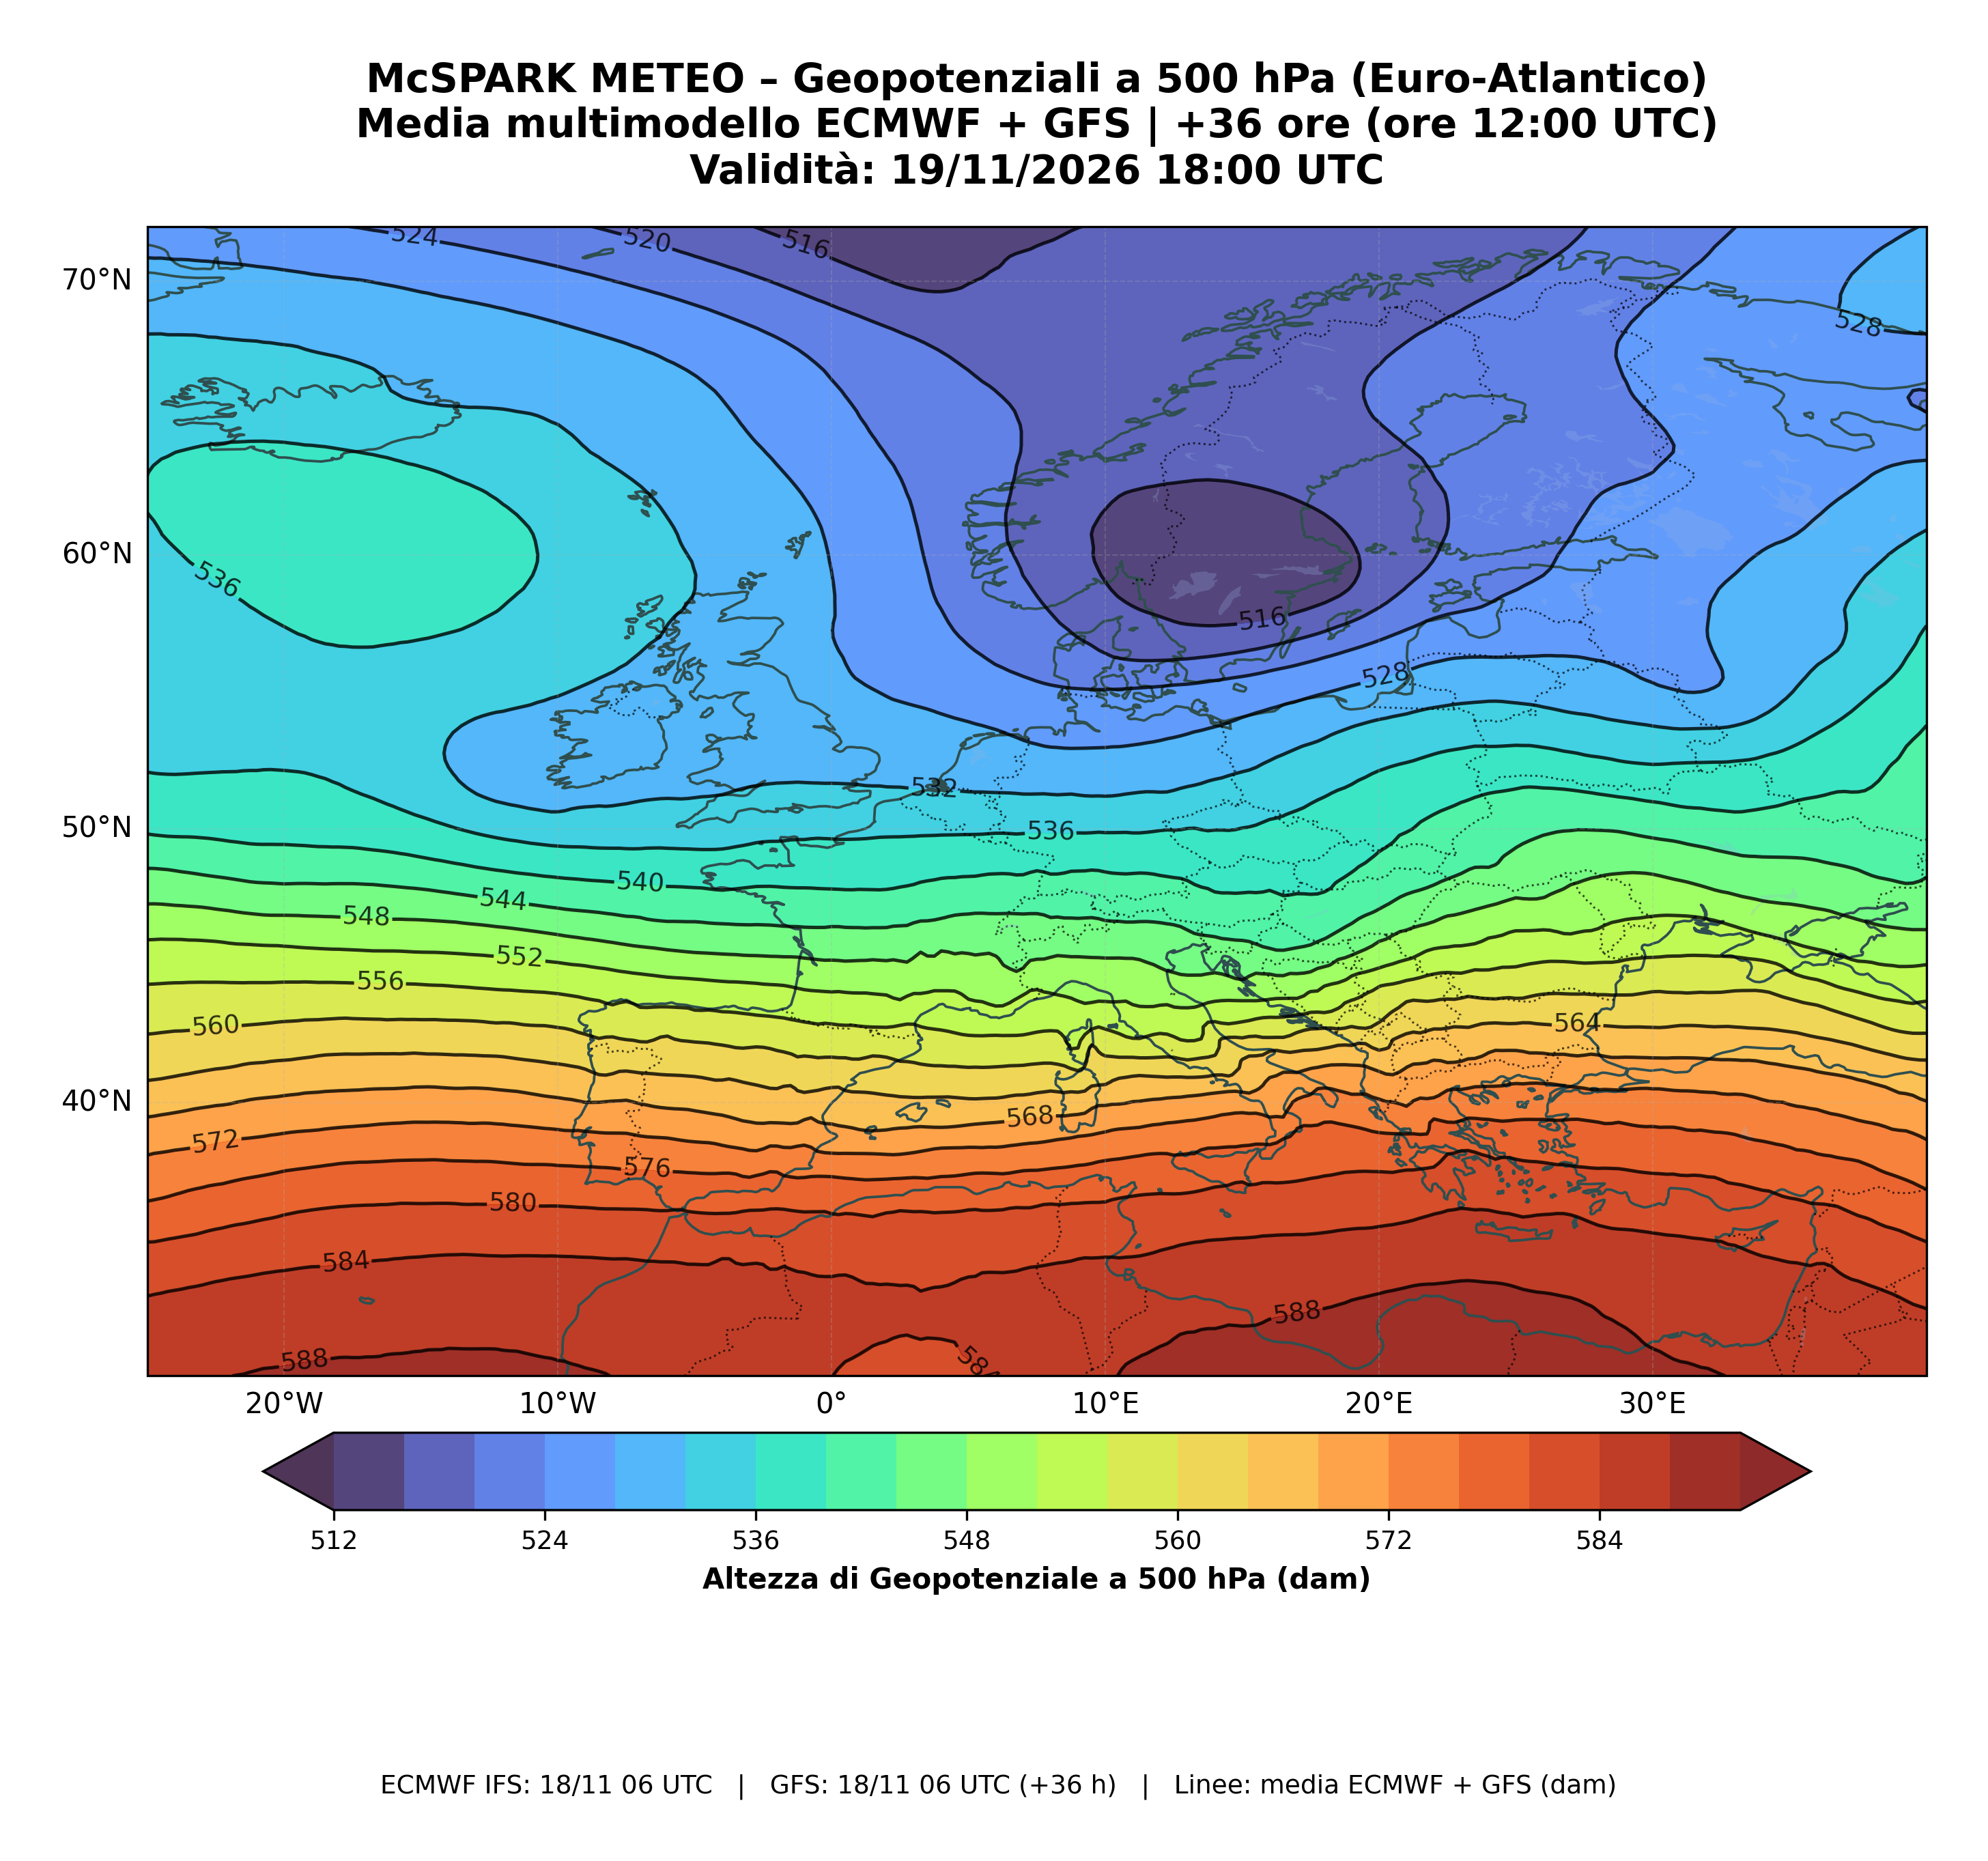 McSPARK METEO – Geopotenziali a 500 hPa (Euro-Atlantico)
Media multimodello ECMWF + GFS | +36 ore (ore 12:00 UTC)
Validità: 19/11/2026 18:00 UTC
524
520
516
70°N
528
60°N
536
516
528
532
50°N
536
540
544
548
552
556
560
564
40°N
568
572
576
580
584
588
588
584
20°W
10°W
0°
10°E
20°E
30°E
512
524
536
548
560
572
584
Altezza di Geopotenziale a 500 hPa (dam)
ECMWF IFS: 18/11 06 UTC | GFS: 18/11 06 UTC (+36 h) | Linee: media ECMWF + GFS (dam)